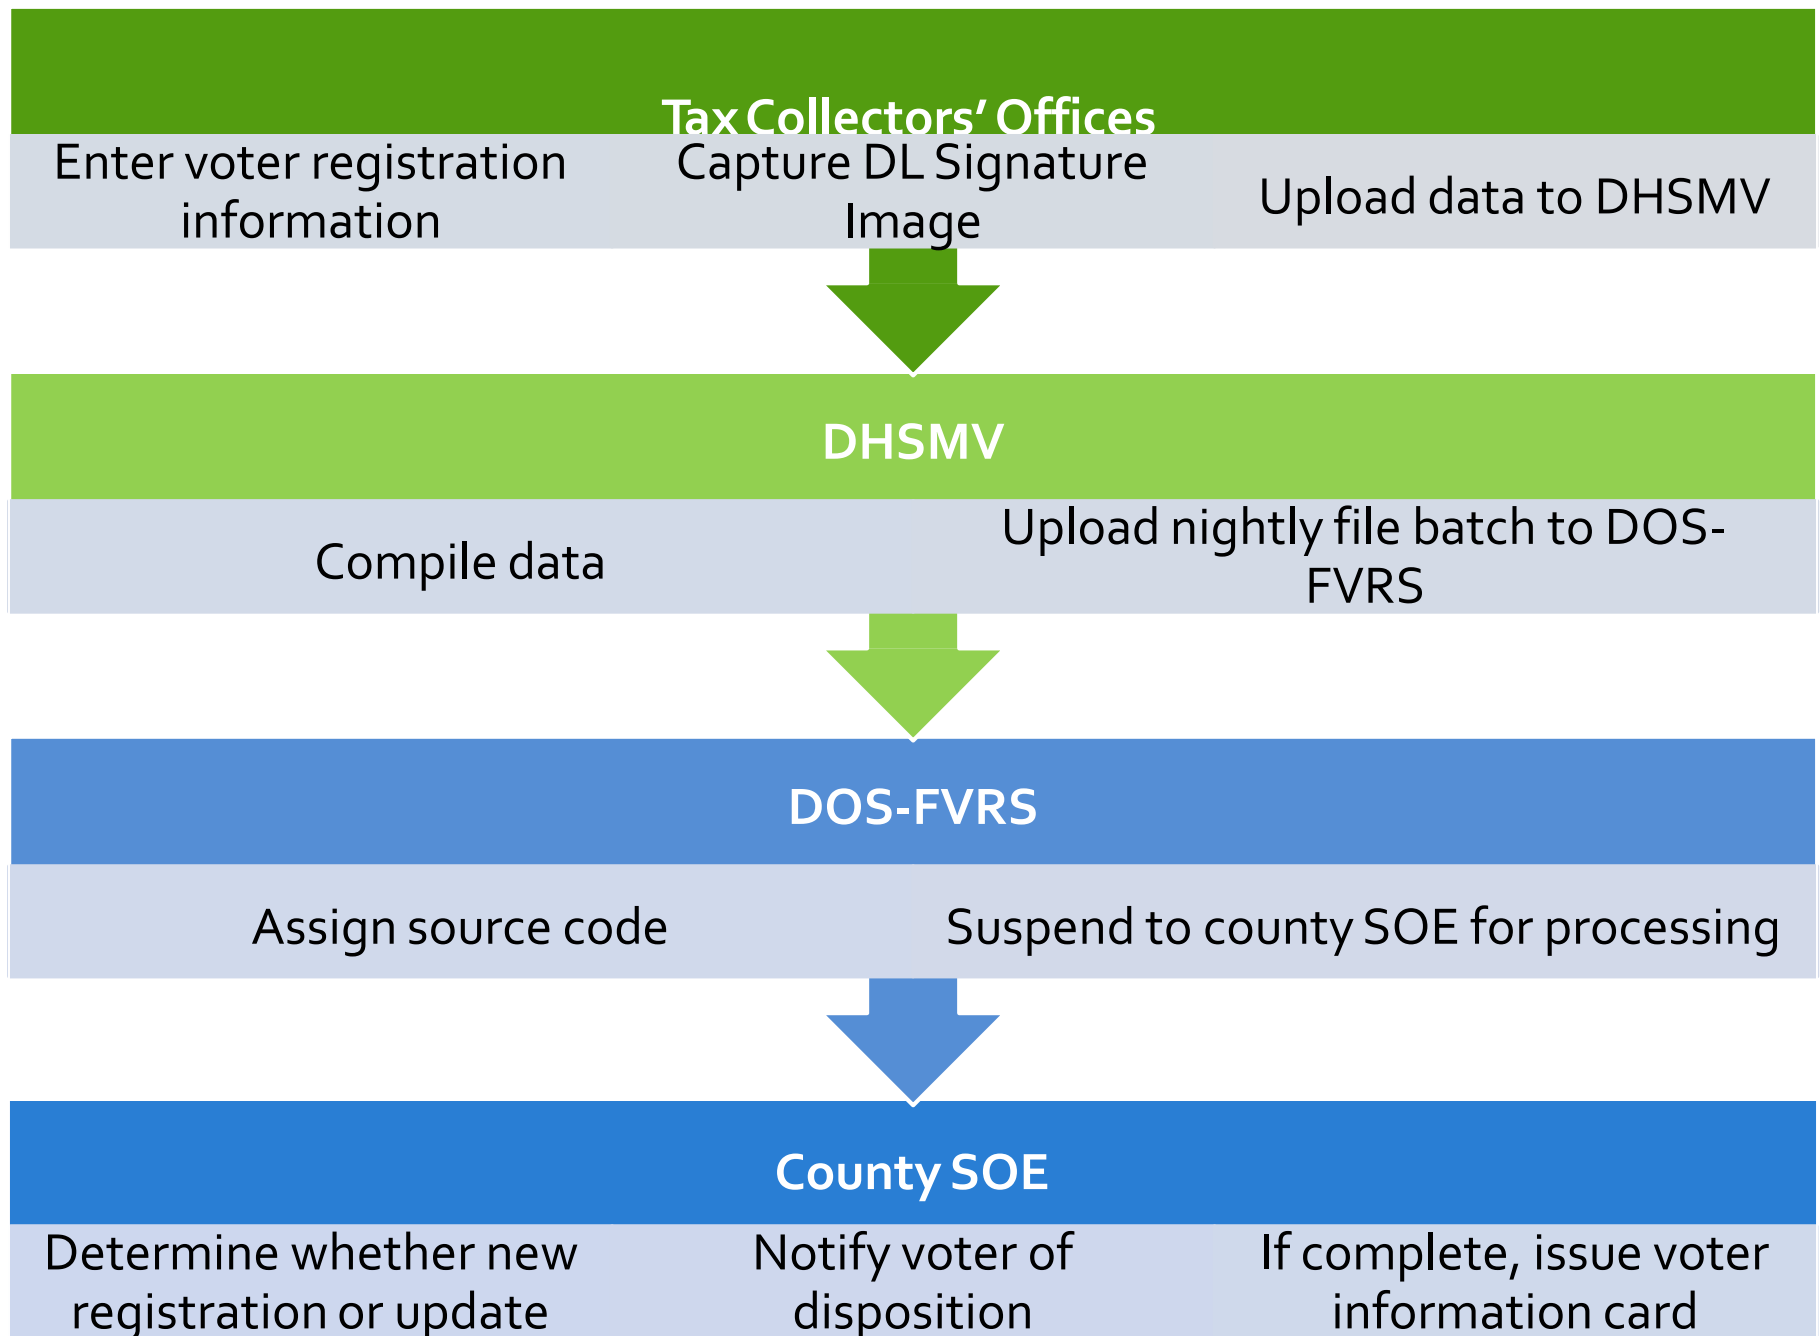 Tax Collectors’ Offices
Enter voter registration
information
Capture DL Signature
Image
Upload data to DHSMV
DHSMV
Compile data
Upload nightly file batch to DOS-
FVRS
DOS-FVRS
Assign source code
Suspend to county SOE for processing
County SOE
Determine whether new
registration or update
Notify voter of
disposition
If complete, issue voter
information card